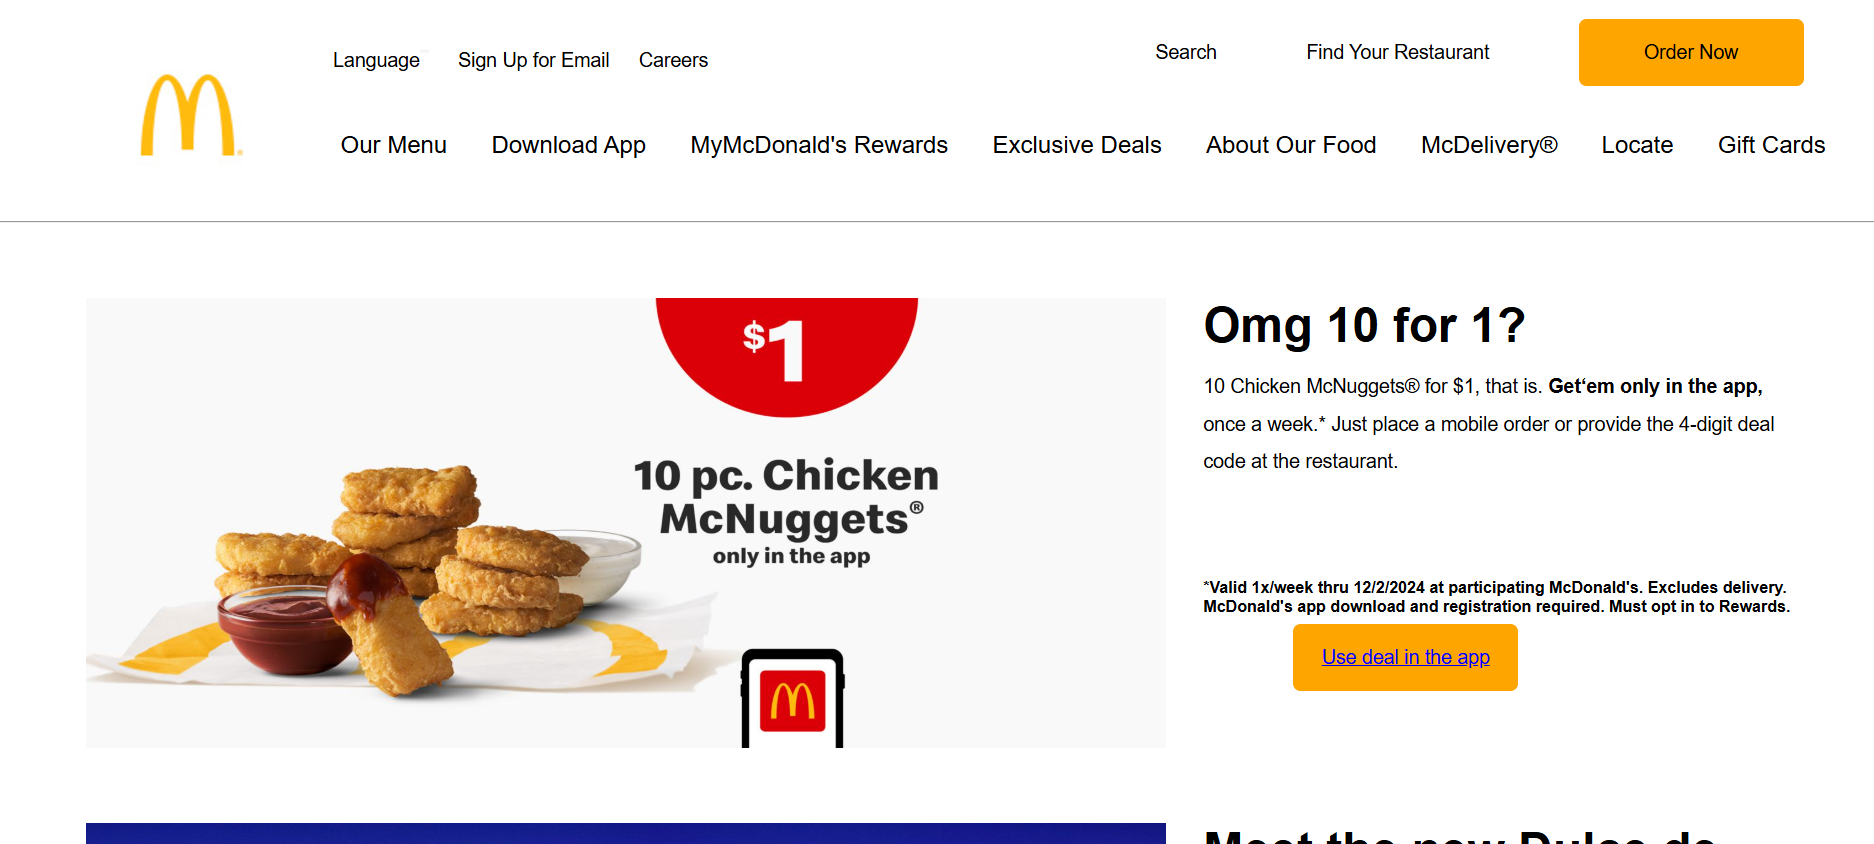 Language
Sign Up for Email
Careers
Search
Find Your Restaurant
Order Now
Our Menu
Download App
MyMcDonald's Rewards
Exclusive Deals
About Our Food
McDelivery®
Locate
Gift Cards
$1
10 pc. Chicken
McNuggets®
only in the app
Omg 10 for 1?
10 Chicken McNuggets® for $1, that is. Get‘em only in the app,
once a week.* Just place a mobile order or provide the 4-digit deal
code at the restaurant.
*Valid 1x/week thru 12/2/2024 at participating McDonald's. Excludes delivery.
McDonald's app download and registration required. Must opt in to Rewards.
Use deal in the app
Meet the new Dulce de